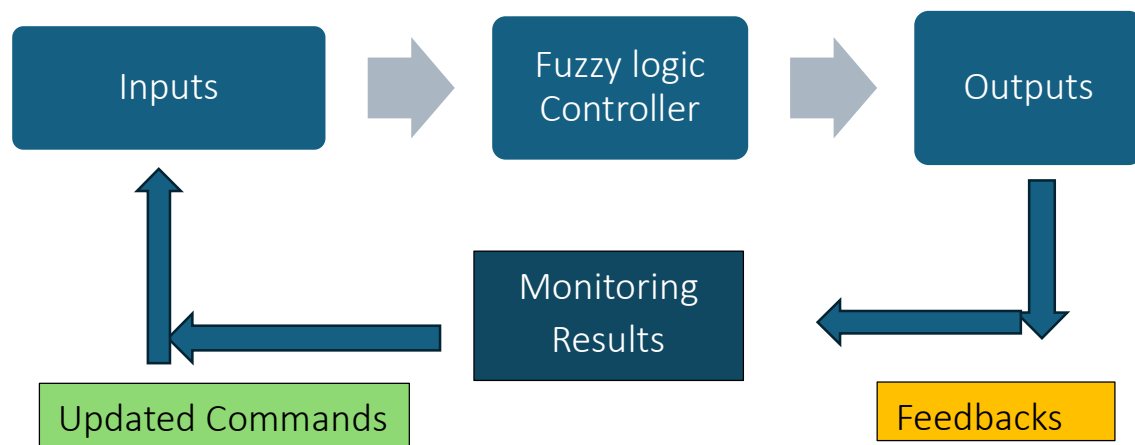 Inputs
Fuzzy logic
Controller
Outputs
Monitoring
Results
Updated Commands
Feedbacks